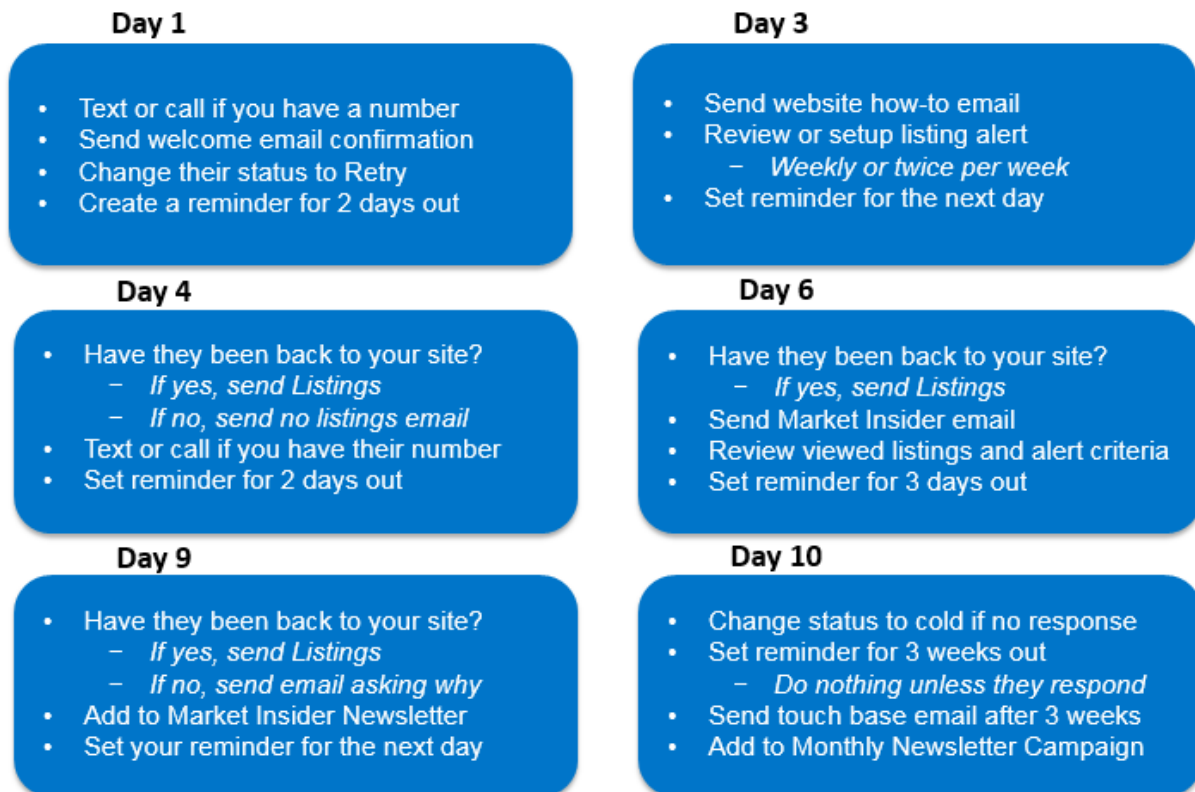 Day 1
• Text or call if you have a number
• Send welcome email confirmation
• Change their status to Retry
• Create a reminder for 2 days out
Day 3
• Send website how-to email
• Review or setup listing alert
– Weekly or twice per week
• Set reminder for the next day
Day 4
• Have they been back to your site?
– If yes, send Listings
– If no, send no listings email
• Text or call if you have their number
• Set reminder for 2 days out
Day 6
• Have they been back to your site?
– If yes, send Listings
• Send Market Insider email
• Review viewed listings and alert criteria
• Set reminder for 3 days out
Day 9
• Have they been back to your site?
– If yes, send Listings
– If no, send email asking why
• Add to Market Insider Newsletter
• Set your reminder for the next day
Day 10
• Change status to cold if no response
• Set reminder for 3 weeks out
– Do nothing unless they respond
• Send touch base email after 3 weeks
• Add to Monthly Newsletter Campaign